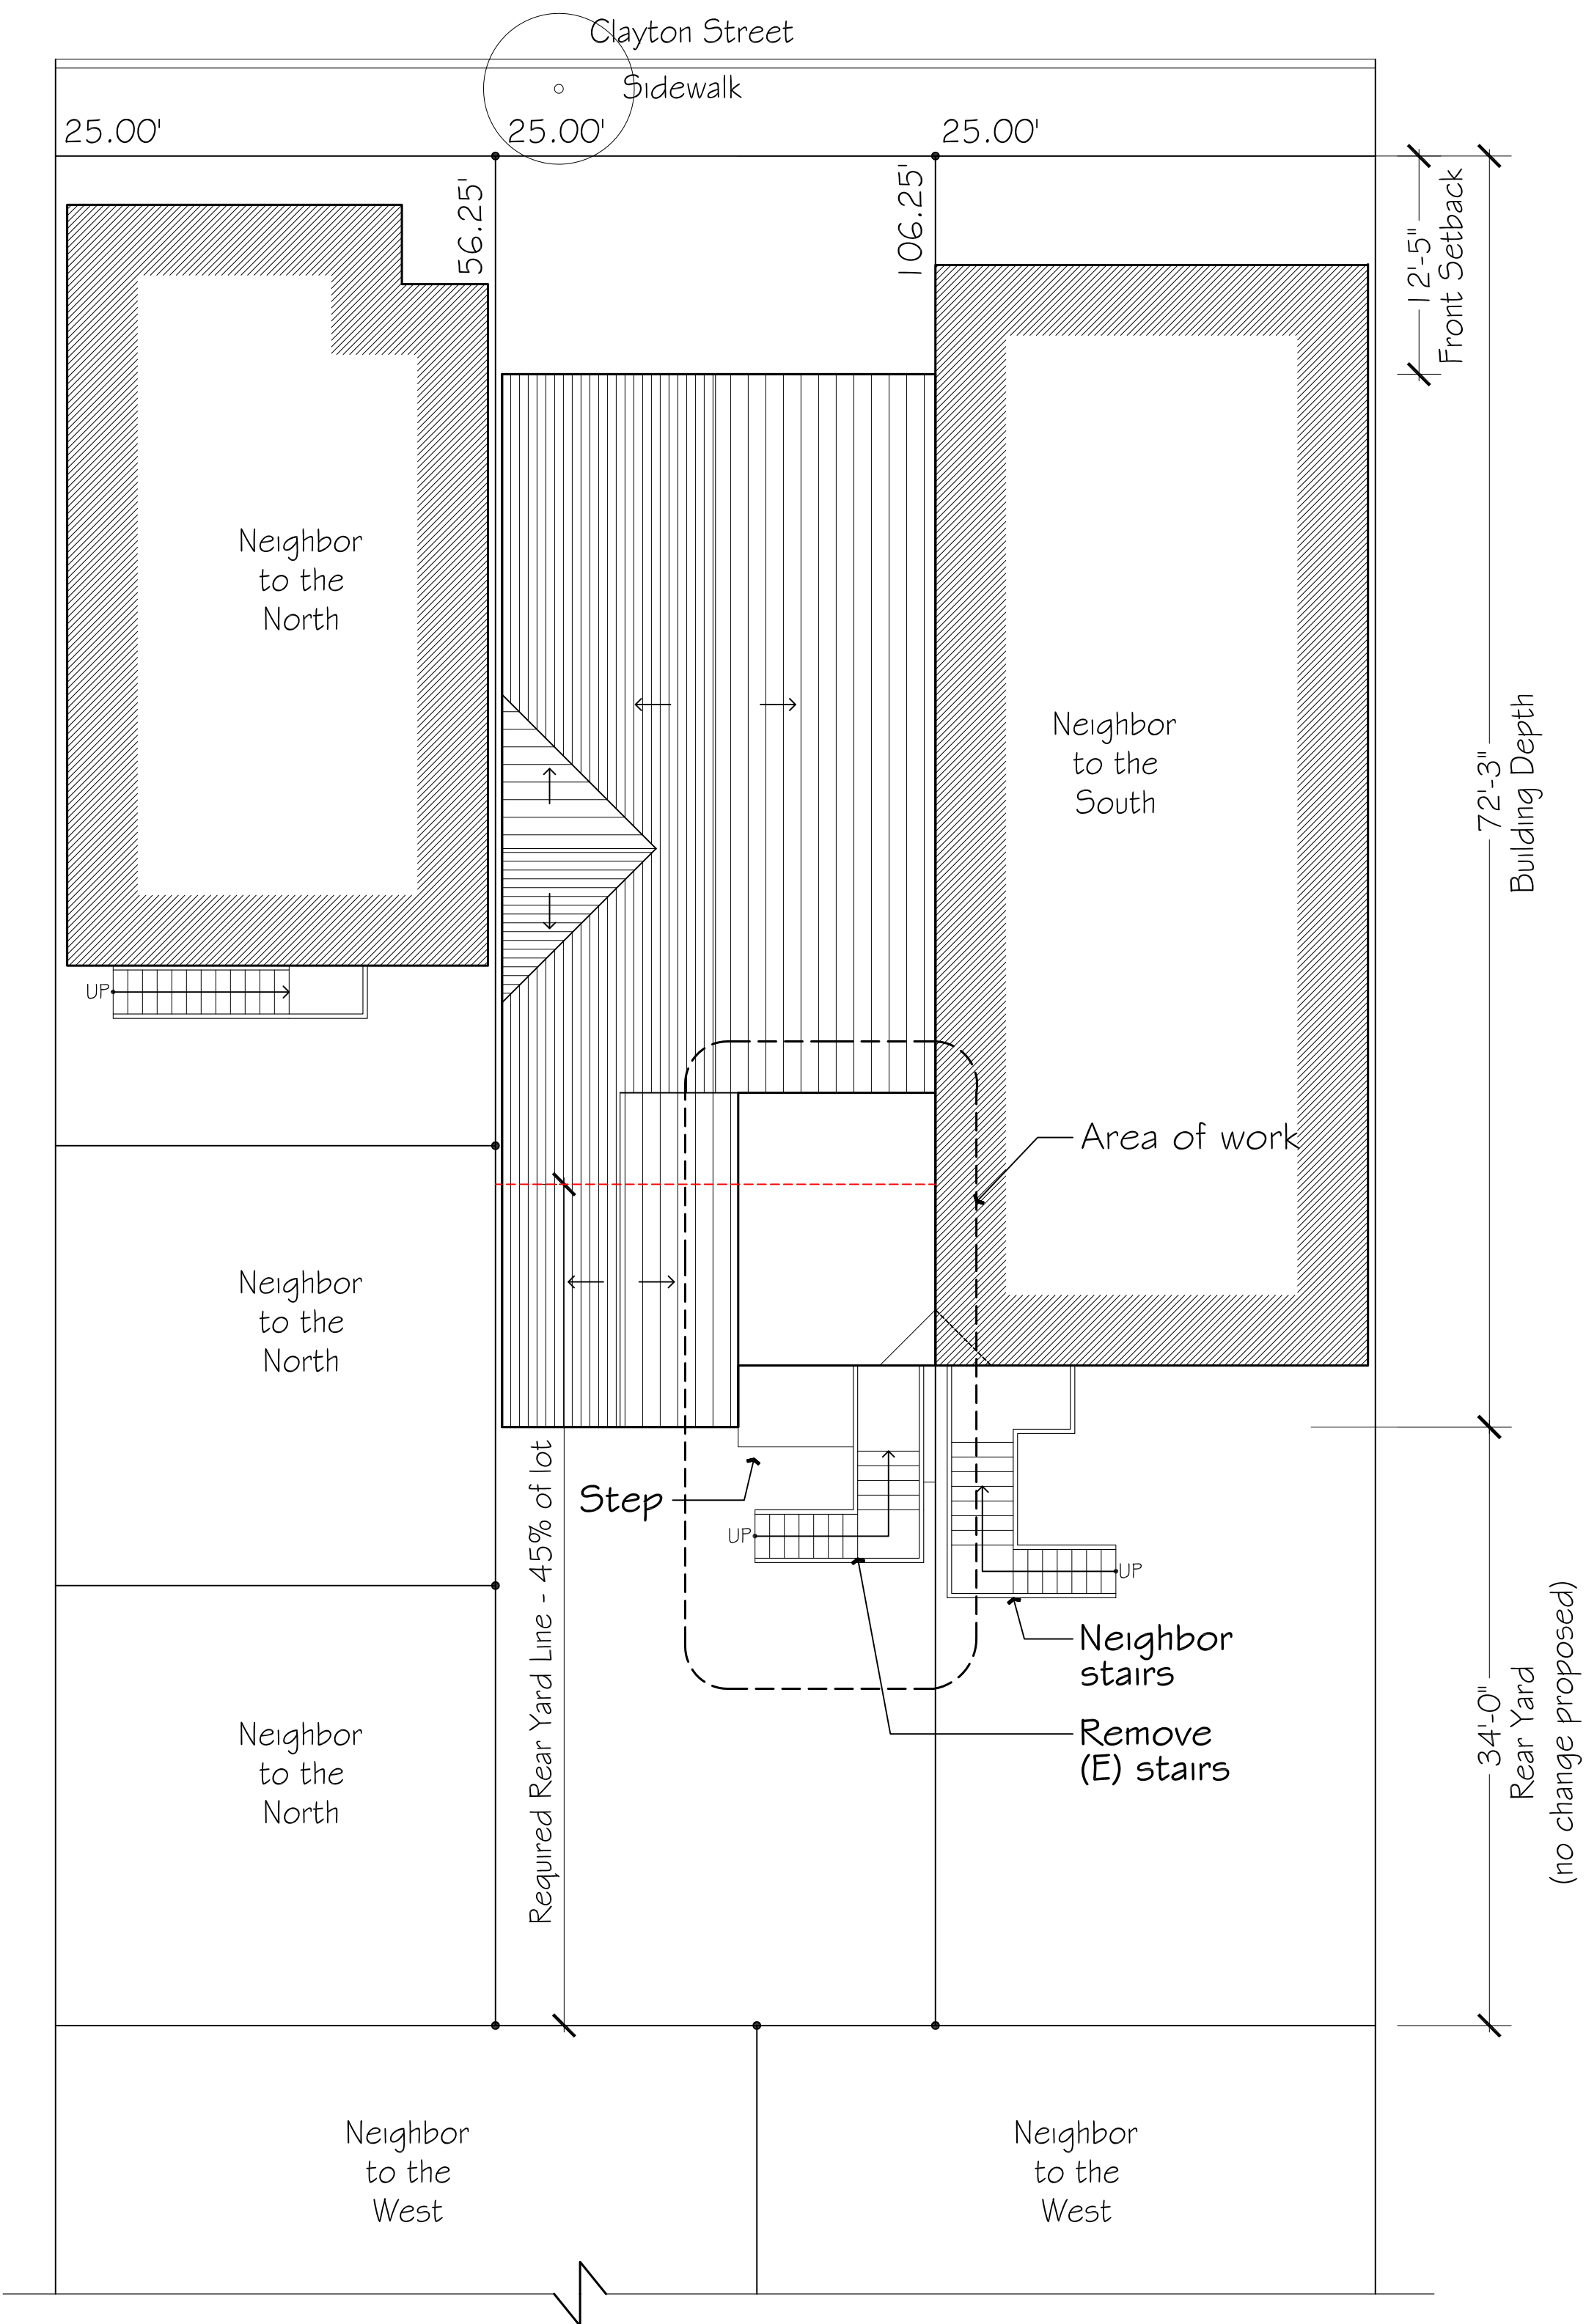 Clayton Street
Sidewalk
25.00'
25.00'
25.00'
56.25'
106.25'
12'-5"
Front Setback
Neighbor
to the
North
Neighbor
to the
South
72'-3"
Building Depth
UP
Area of work
Neighbor
to the
North
Required Rear Yard Line - 45% of lot
Step
UP
UP
Neighbor
stairs
Remove
(E) stairs
34'-0"
Rear Yard
(no change proposed)
Neighbor
to the
North
Neighbor
to the
West
Neighbor
to the
West